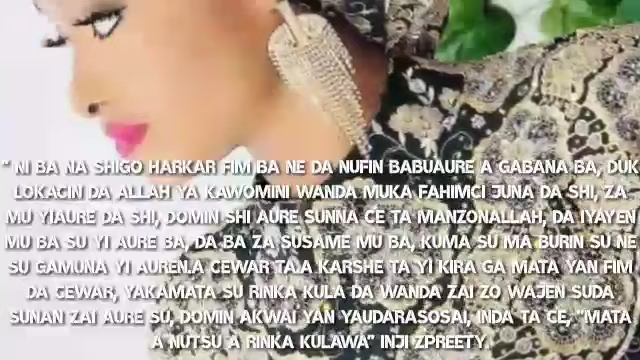 " NI BA NA SHIGO HARKAR FIM BA NE DA NUFIN BABUAURE A GABANA BA, DUK
LOKACIN DA ALLAH YA KAWOMINI WANDA MUKA FAHIMCI JUNA DA SHI, ZA
MU YIAURE DA SHI, DOMIN SHI AURE SUNNA CE TA MANZONALLAH, DA IYAYEN
MU BA SU YI AURE BA, DA BA ZA SUSAME MU BA, KUMA SU MA BURIN SU NE
SU GAMUNA YI AUREN.A CEWAR TA.A KARSHE TA YI KIRA GA MATA YAN FIM
DA CEWAR, YAKAMATA SU RINKA KULA DA WANDA ZAI ZO WAJEN SUDA
SUNAN ZAI AURE SU, DOMIN AKWAI YAN YAUDARASOSAI, INDA TA CE, "MATA
A NUTSU A RINKA KULAWA" INJI ZPREETY.